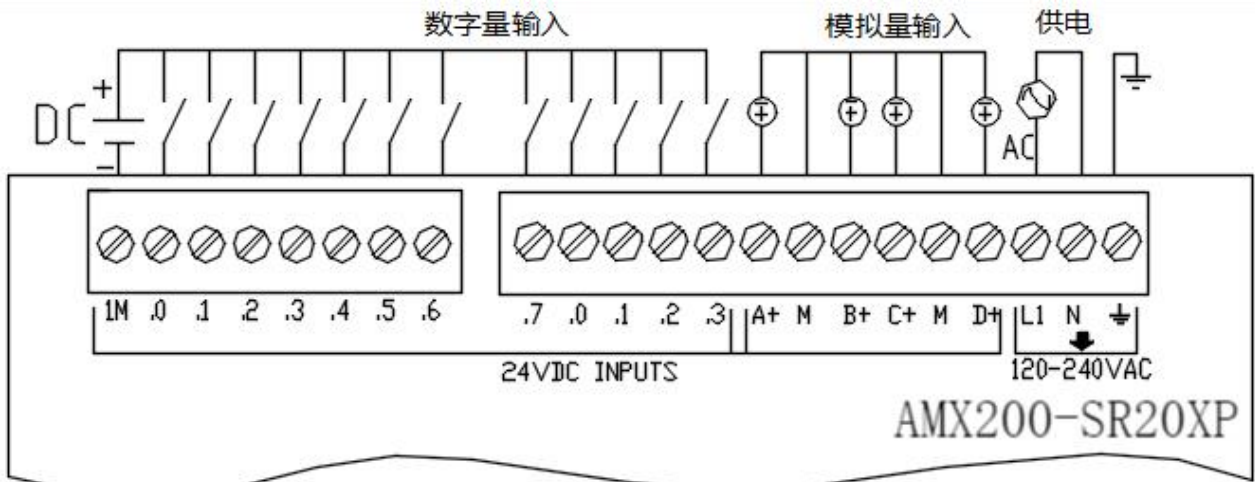 数字量输入 模拟量输入 供电
+
DC
-
AC
1M .0 .1 .2 .3 .4 .5 .6 .7 .0 .1 .2 .3 A+ M B+ C+ M D+ L1 N
24VDC INPUTS 120-240VAC
AMX200-SR20XP